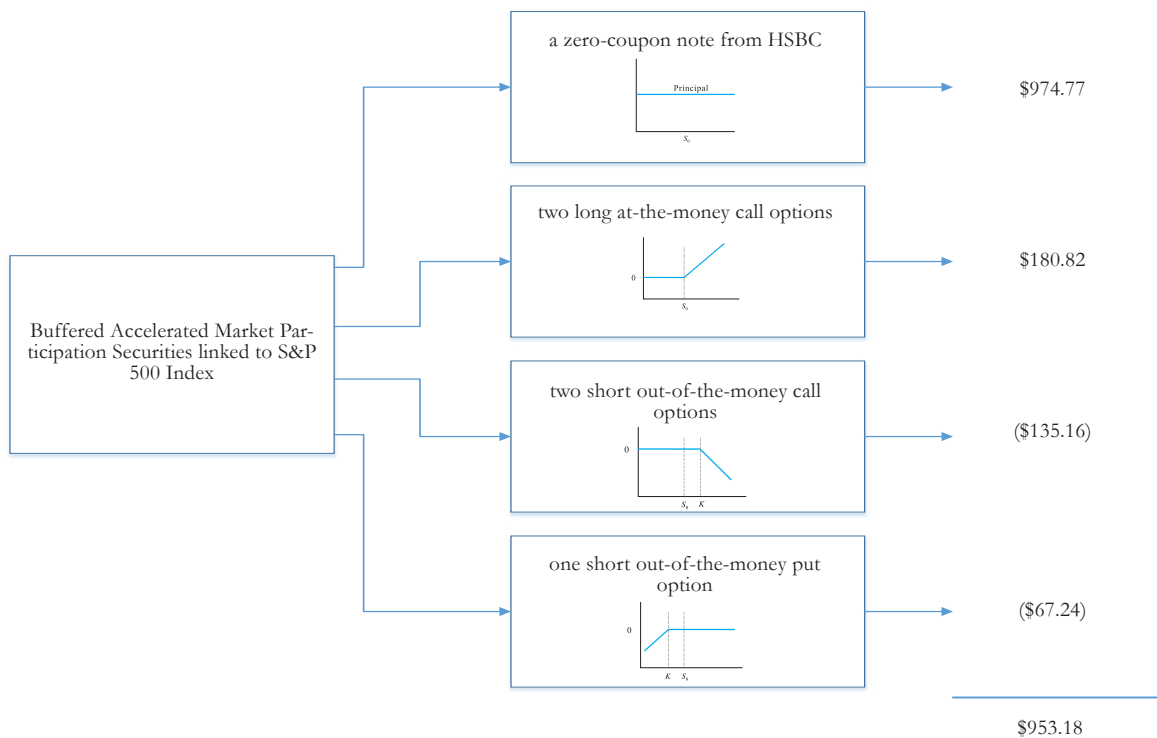 a zero-coupon note from HSBC
Principal
S₀
$974.77
two long at-the-money call options
0
S₀
$180.82
Buffered Accelerated Market Par-
ticipation Securities linked to S&P
500 Index
two short out-of-the-money call
options
0
S₀ K
($135.16)
one short out-of-the-money put
option
0
K S₀
($67.24)
$953.18